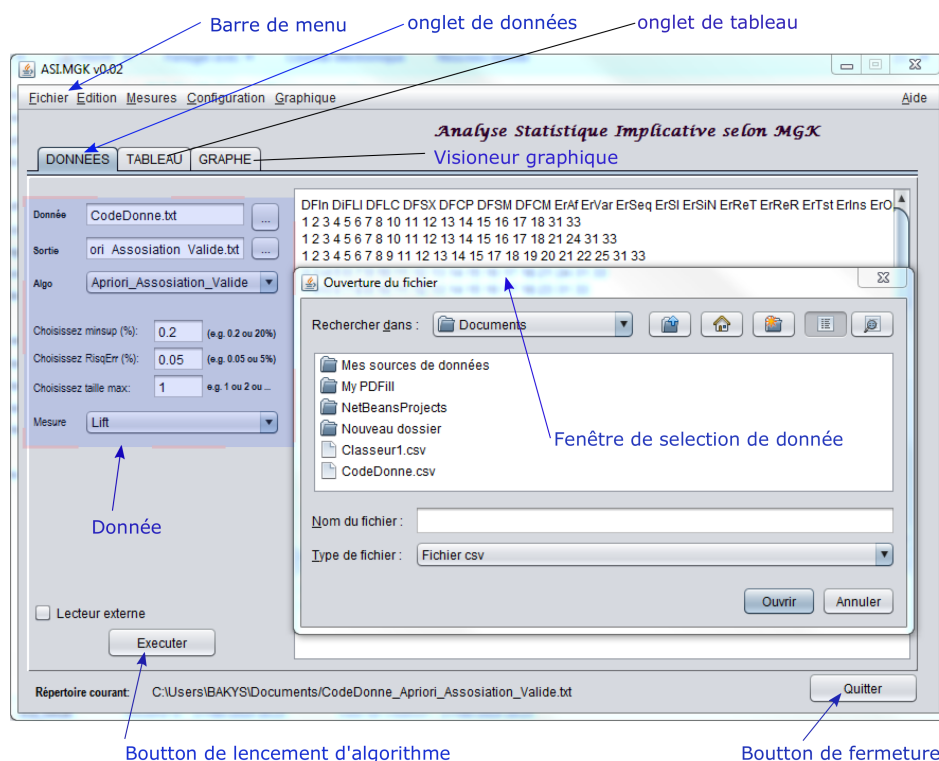 Barre de menu
onglet de données
onglet de tableau
ASI.MGK v0.02
Fichier Edition Mesures Configuration Graphique
Aide
Analyse Statistique Implicative selon MGK
DONNEES TABLEAU GRAPHE
Visioneur graphique
Donnée CodeDonne.txt ...
Sortie ori_Assosiation_Valide.txt ...
Algo Apriori_Assosiation_Valide
Choisissez minsup (%): 0.2 (e.g. 0.2 ou 20%)
Choisissez RisqErr (%): 0.05 (e.g. 0.05 ou 5%)
Choisissez taille max: 1 e.g. 1 ou 2 ou ...
Mesure Lift
Donnée
DFIn DiFLI DFLC DFSX DFCP DFSM DFCM ErAf ErVar ErSeq ErSI ErSiN ErReT ErReR ErTst ErIns ErO
1 2 3 4 5 6 7 8 10 11 12 13 14 15 16 17 18 31 33
1 2 3 4 5 6 7 8 10 11 12 13 14 15 16 17 18 21 24 31 33
1 2 3 4 5 6 7 8 9 11 12 13 14 15 17 18 19 20 21 22 25 31 33
Ouverture du fichier
Rechercher dans : Documents
Mes sources de données
My PDFill
NetBeansProjects
Nouveau dossier
Classeur1.csv
CodeDonne.csv
Fenêtre de selection de donnée
Nom du fichier :
Type de fichier : Fichier csv
Ouvrir Annuler
Lecteur externe
Executer
Répertoire courant: C:\Users\BAKYS\Documents/CodeDonne_Apriori_Assosiation_Valide.txt
Quitter
Boutton de lencement d'algorithme
Boutton de fermeture